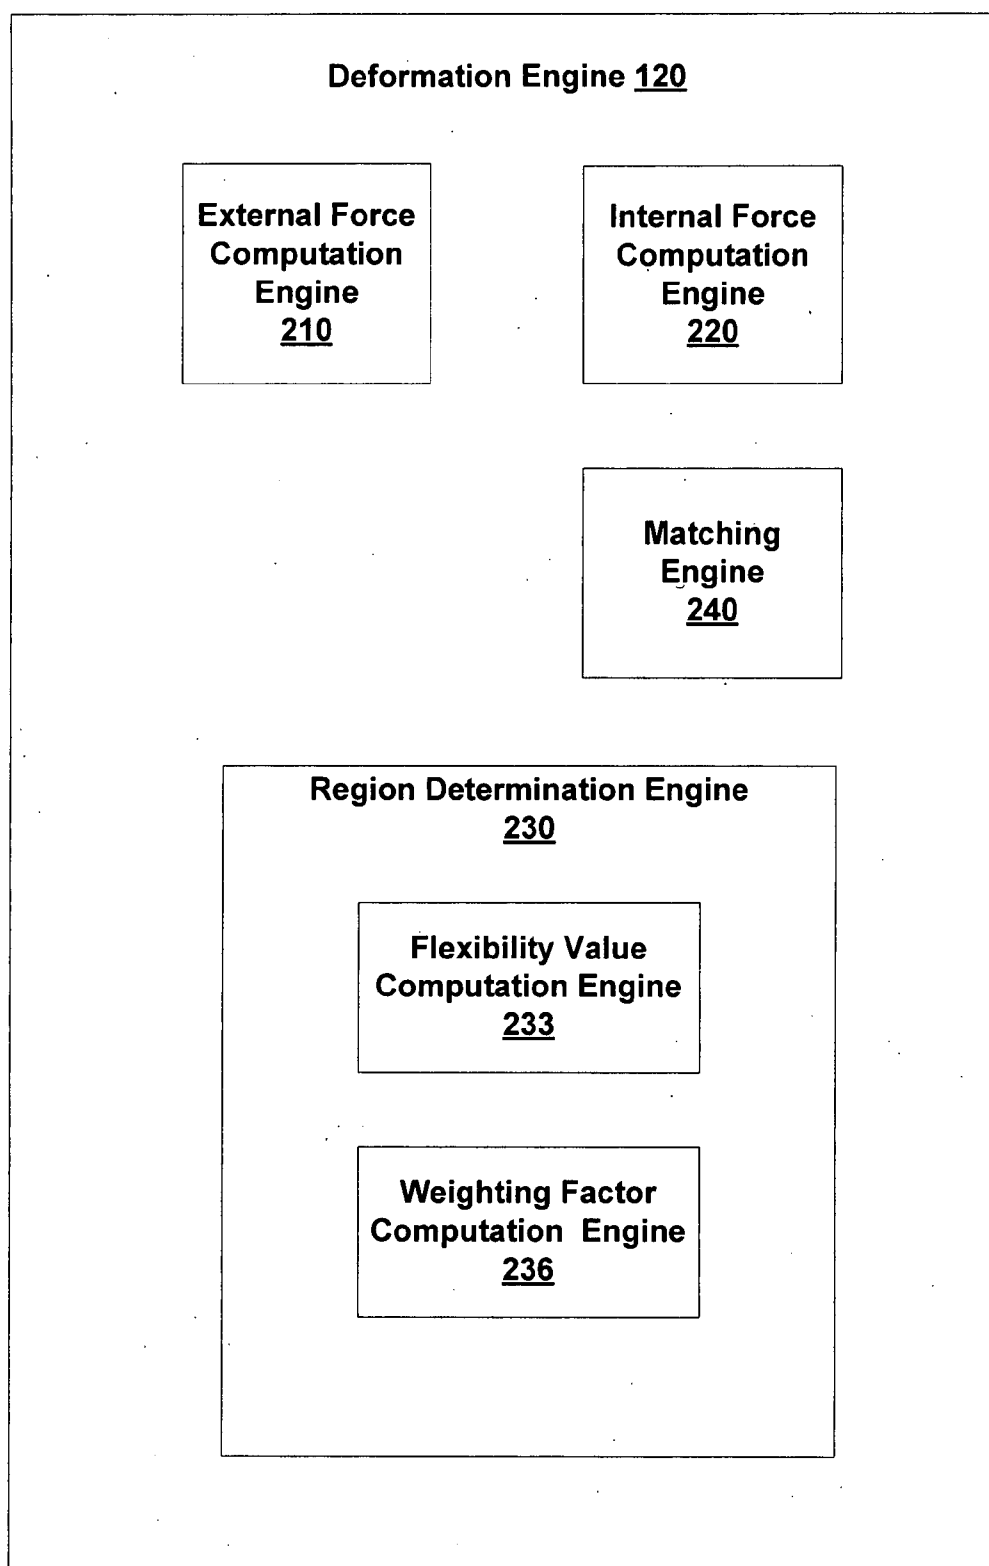 Deformation Engine 120
External Force
Computation
Engine
210
Internal Force
Computation
Engine
220
Matching
Engine
240
Region Determination Engine
230
Flexibility Value
Computation Engine
233
Weighting Factor
Computation Engine
236